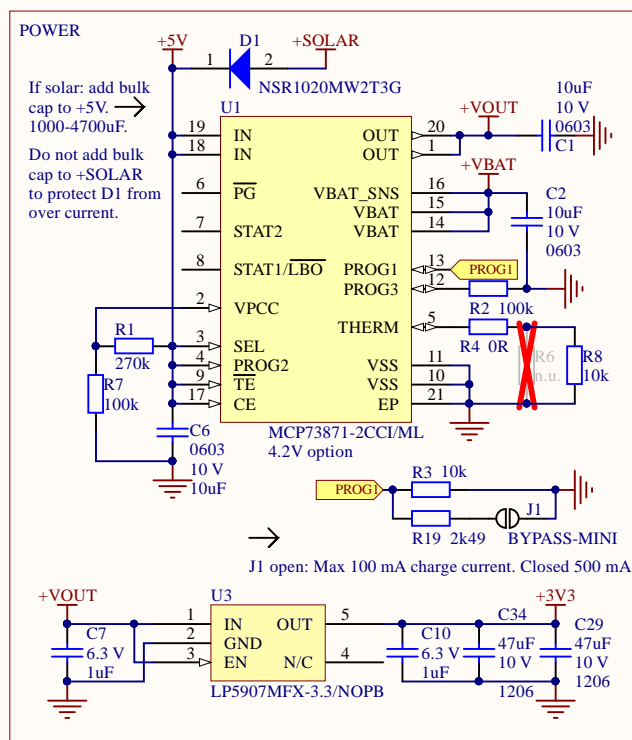 POWER
+5V
D1
+SOLAR
1
2
NSR1020MW2T3G
If solar: add bulk
cap to +5V.
1000-4700uF.
Do not add bulk
cap to +SOLAR
to protect D1 from
over current.
U1
19 IN
18 IN
6 PG
7 STAT2
8 STAT1/LBO
2 VPCC
3 SEL
4 PROG2
9 TE
17 CE
OUT 20
OUT 1
VBAT_SNS 16
VBAT 15
VBAT 14
PROG1 13
PROG3 12
THERM 5
VSS 11
VSS 10
EP 21
MCP73871-2CCI/ML
4.2V option
+VOUT
10uF
10 V
0603
C1
+VBAT
C2
10uF
10 V
0603
PROG1
R2 100k
R4 0R
R6
n.u.
R8
10k
R1
270k
R7
100k
C6
0603
10 V
10uF
PROG1
R3 10k
R19 2k49
J1
BYPASS-MINI
J1 open: Max 100 mA charge current. Closed 500 mA
+VOUT
C7
6.3 V
1uF
U3
1 IN
2 GND
3 EN
OUT 5
N/C 4
LP5907MFX-3.3/NOPB
C10
6.3 V
1uF
C34
47uF
10 V
1206
+3V3
C29
47uF
10 V
1206